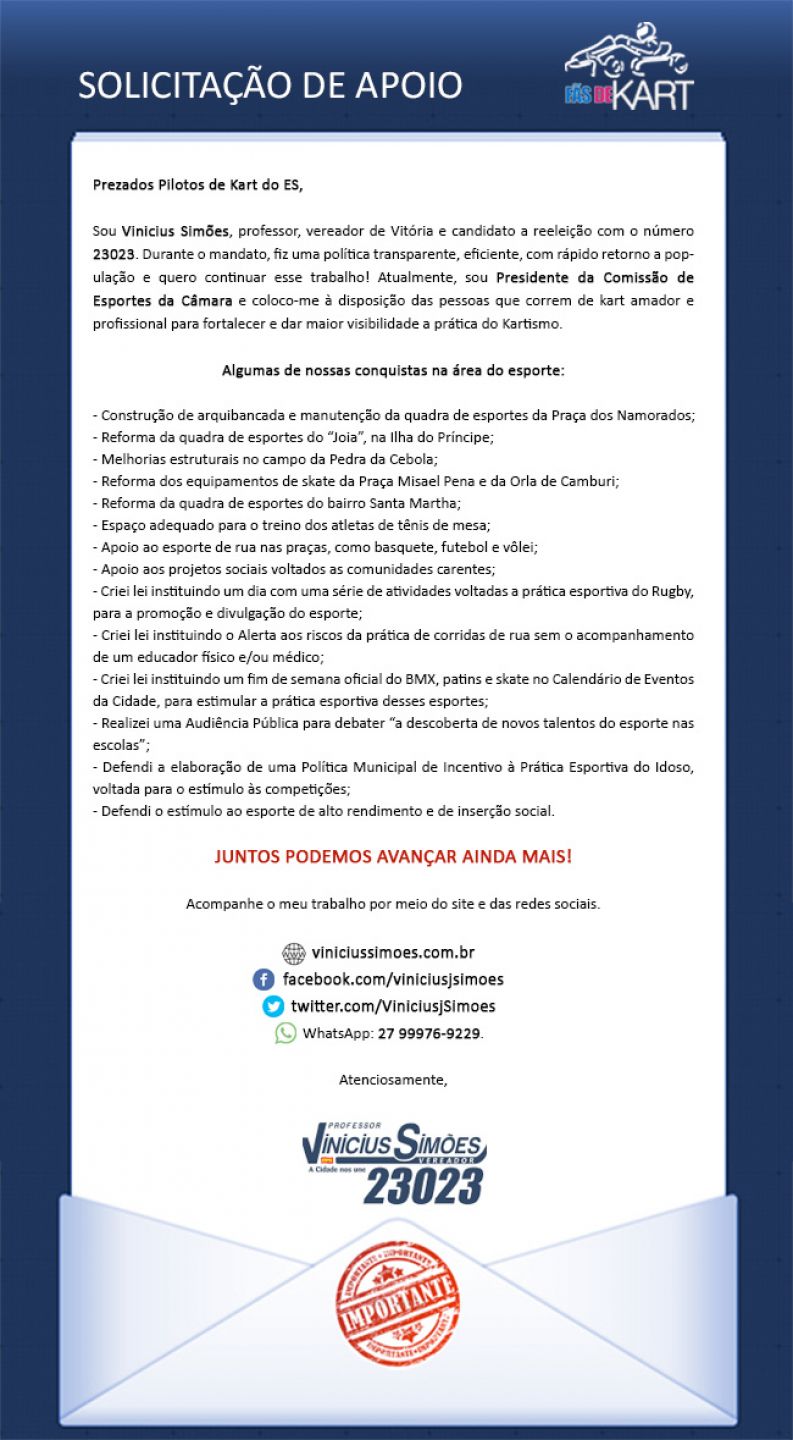 SOLICITAÇÃO DE APOIO
FÃS DE KART
Prezados Pilotos de Kart do ES,
Sou Vinicius Simões, professor, vereador de Vitória e candidato a reeleição com o número
23023. Durante o mandato, fiz uma política transparente, eficiente, com rápido retorno a pop-
ulação e quero continuar esse trabalho! Atualmente, sou Presidente da Comissão de
Esportes da Câmara e coloco-me à disposição das pessoas que correm de kart amador e
profissional para fortalecer e dar maior visibilidade a prática do Kartismo.
Algumas de nossas conquistas na área do esporte:
- Construção de arquibancada e manutenção da quadra de esportes da Praça dos Namorados;
- Reforma da quadra de esportes do “Joia”, na Ilha do Príncipe;
- Melhorias estruturais no campo da Pedra da Cebola;
- Reforma dos equipamentos de skate da Praça Misael Pena e da Orla de Camburi;
- Reforma da quadra de esportes do bairro Santa Martha;
- Espaço adequado para o treino dos atletas de tênis de mesa;
- Apoio ao esporte de rua nas praças, como basquete, futebol e vôlei;
- Apoio aos projetos sociais voltados as comunidades carentes;
- Criei lei instituindo um dia com uma série de atividades voltadas a prática esportiva do Rugby,
para a promoção e divulgação do esporte;
- Criei lei instituindo o Alerta aos riscos da prática de corridas de rua sem o acompanhamento
de um educador físico e/ou médico;
- Criei lei instituindo um fim de semana oficial do BMX, patins e skate no Calendário de Eventos
da Cidade, para estimular a prática esportiva desses esportes;
- Realizei uma Audiência Pública para debater “a descoberta de novos talentos do esporte nas
escolas”;
- Defendi a elaboração de uma Política Municipal de Incentivo à Prática Esportiva do Idoso,
voltada para o estímulo às competições;
- Defendi o estímulo ao esporte de alto rendimento e de inserção social.
JUNTOS PODEMOS AVANÇAR AINDA MAIS!
Acompanhe o meu trabalho por meio do site e das redes sociais.
viniciussimoes.com.br
facebook.com/viniciusjsimoes
twitter.com/ViniciusjSimoes
WhatsApp: 27 99976-9229.
Atenciosamente,
PROFESSOR
VINICIUS SIMÕES
VEREADOR
A Cidade nos une
23023
IMPORTANTE
IMPORTANTE
IMPORTANTE